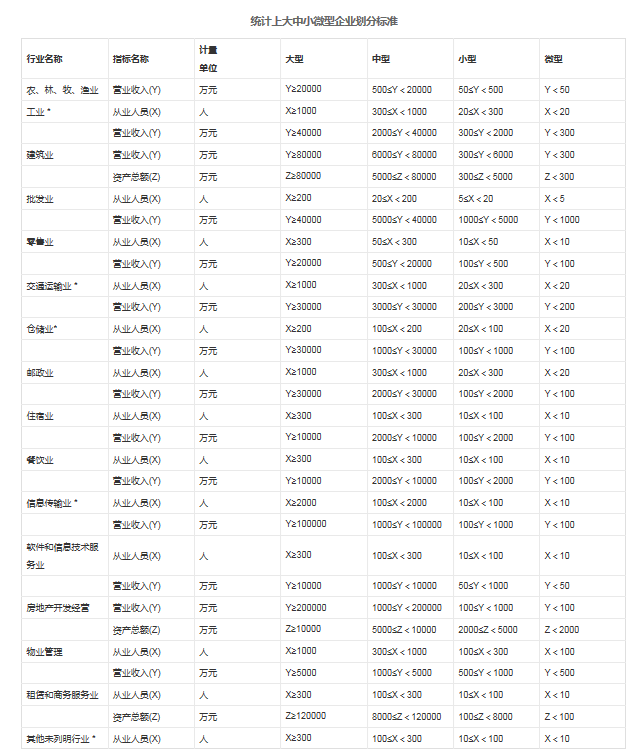 统计上大中小微型企业划分标准
行业名称 指标名称 计量单位 大型 中型 小型 微型
农、林、牧、渔业 营业收入(Y) 万元 Y≥20000 500≤Y＜20000 50≤Y＜500 Y＜50
工业 * 从业人员(X) 人 X≥1000 300≤X＜1000 20≤X＜300 X＜20
营业收入(Y) 万元 Y≥40000 2000≤Y＜40000 300≤Y＜2000 Y＜300
建筑业 营业收入(Y) 万元 Y≥80000 6000≤Y＜80000 300≤Y＜6000 Y＜300
资产总额(Z) 万元 Z≥80000 5000≤Z＜80000 300≤Z＜5000 Z＜300
批发业 从业人员(X) 人 X≥200 20≤X＜200 5≤X＜20 X＜5
营业收入(Y) 万元 Y≥40000 5000≤Y＜40000 1000≤Y＜5000 Y＜1000
零售业 从业人员(X) 人 X≥300 50≤X＜300 10≤X＜50 X＜10
营业收入(Y) 万元 Y≥20000 500≤Y＜20000 100≤Y＜500 Y＜100
交通运输业 * 从业人员(X) 人 X≥1000 300≤X＜1000 20≤X＜300 X＜20
营业收入(Y) 万元 Y≥30000 3000≤Y＜30000 200≤Y＜3000 Y＜200
仓储业* 从业人员(X) 人 X≥200 100≤X＜200 20≤X＜100 X＜20
营业收入(Y) 万元 Y≥30000 1000≤Y＜30000 100≤Y＜1000 Y＜100
邮政业 从业人员(X) 人 X≥1000 300≤X＜1000 20≤X＜300 X＜20
营业收入(Y) 万元 Y≥30000 2000≤Y＜30000 100≤Y＜2000 Y＜100
住宿业 从业人员(X) 人 X≥300 100≤X＜300 10≤X＜100 X＜10
营业收入(Y) 万元 Y≥10000 2000≤Y＜10000 100≤Y＜2000 Y＜100
餐饮业 从业人员(X) 人 X≥300 100≤X＜300 10≤X＜100 X＜10
营业收入(Y) 万元 Y≥10000 2000≤Y＜10000 100≤Y＜2000 Y＜100
信息传输业 * 从业人员(X) 人 X≥2000 100≤X＜2000 10≤X＜100 X＜10
营业收入(Y) 万元 Y≥100000 1000≤Y＜100000 100≤Y＜1000 Y＜100
软件和信息技术服务业 从业人员(X) 人 X≥300 100≤X＜300 10≤X＜100 X＜10
营业收入(Y) 万元 Y≥10000 1000≤Y＜10000 50≤Y＜1000 Y＜50
房地产开发经营 营业收入(Y) 万元 Y≥200000 1000≤Y＜200000 100≤Y＜1000 Y＜100
资产总额(Z) 万元 Z≥10000 5000≤Z＜10000 2000≤Z＜5000 Z＜2000
物业管理 从业人员(X) 人 X≥1000 300≤X＜1000 100≤X＜300 X＜100
营业收入(Y) 万元 Y≥5000 1000≤Y＜5000 500≤Y＜1000 Y＜500
租赁和商务服务业 从业人员(X) 人 X≥300 100≤X＜300 10≤X＜100 X＜10
资产总额(Z) 万元 Z≥120000 8000≤Z＜120000 100≤Z＜8000 Z＜100
其他未列明行业 * 从业人员(X) 人 X≥300 100≤X＜300 10≤X＜100 X＜10